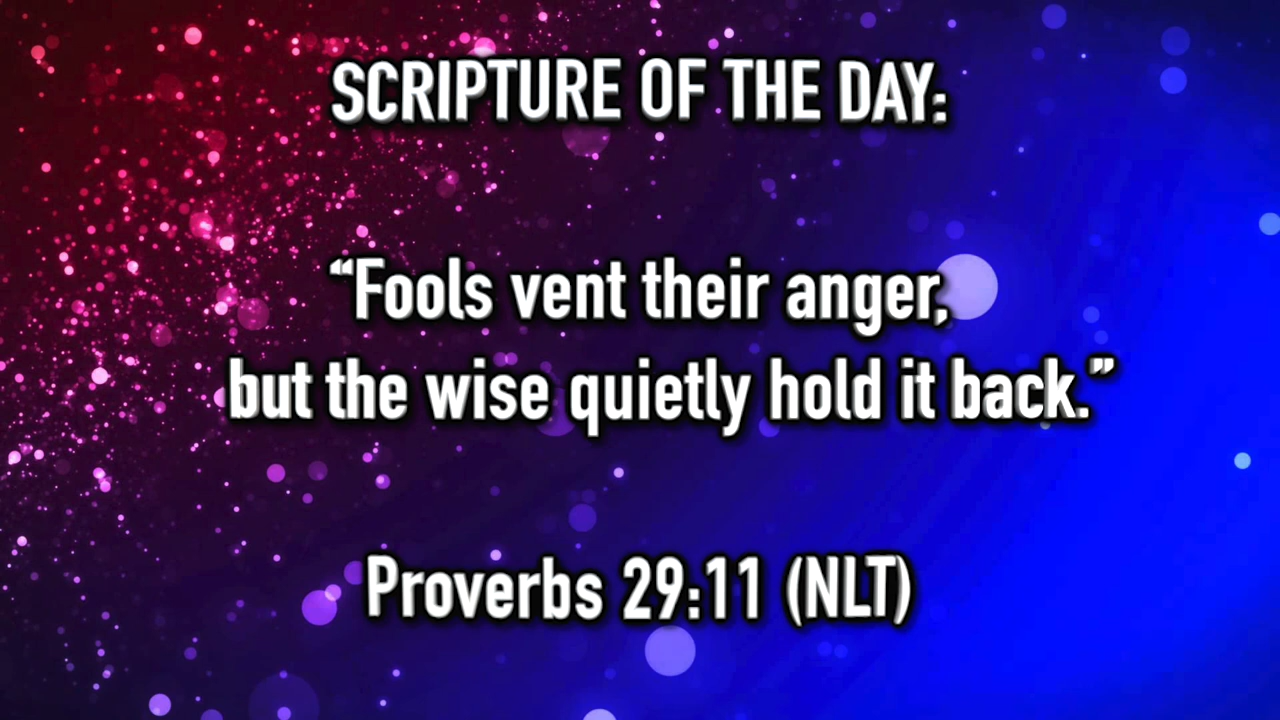 SCRIPTURE OF THE DAY:
“Fools vent their anger,
but the wise quietly hold it back.”
Proverbs 29:11 (NLT)